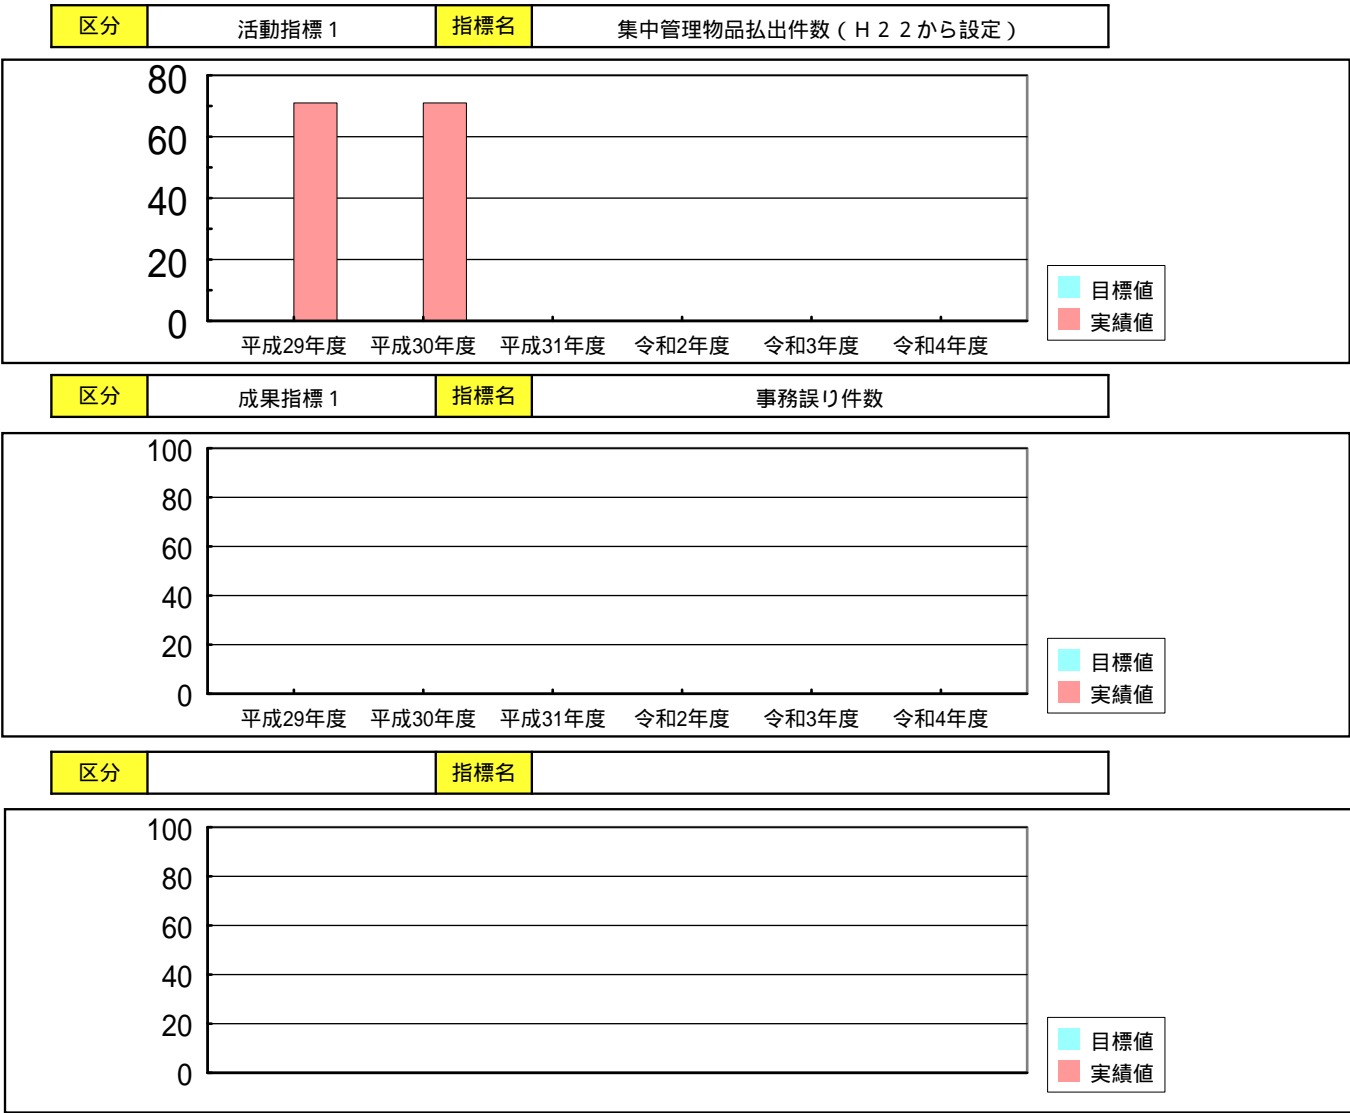 区分 活動指標１ 指標名 集中管理物品払出件数（Ｈ２２から設定）
80
60
40
20
0
平成29年度 平成30年度 平成31年度 令和2年度 令和3年度 令和4年度
目標値
実績値
区分 成果指標１ 指標名 事務誤り件数
100
80
60
40
20
0
平成29年度 平成30年度 平成31年度 令和2年度 令和3年度 令和4年度
目標値
実績値
区分 指標名
100
80
60
40
20
0
目標値
実績値